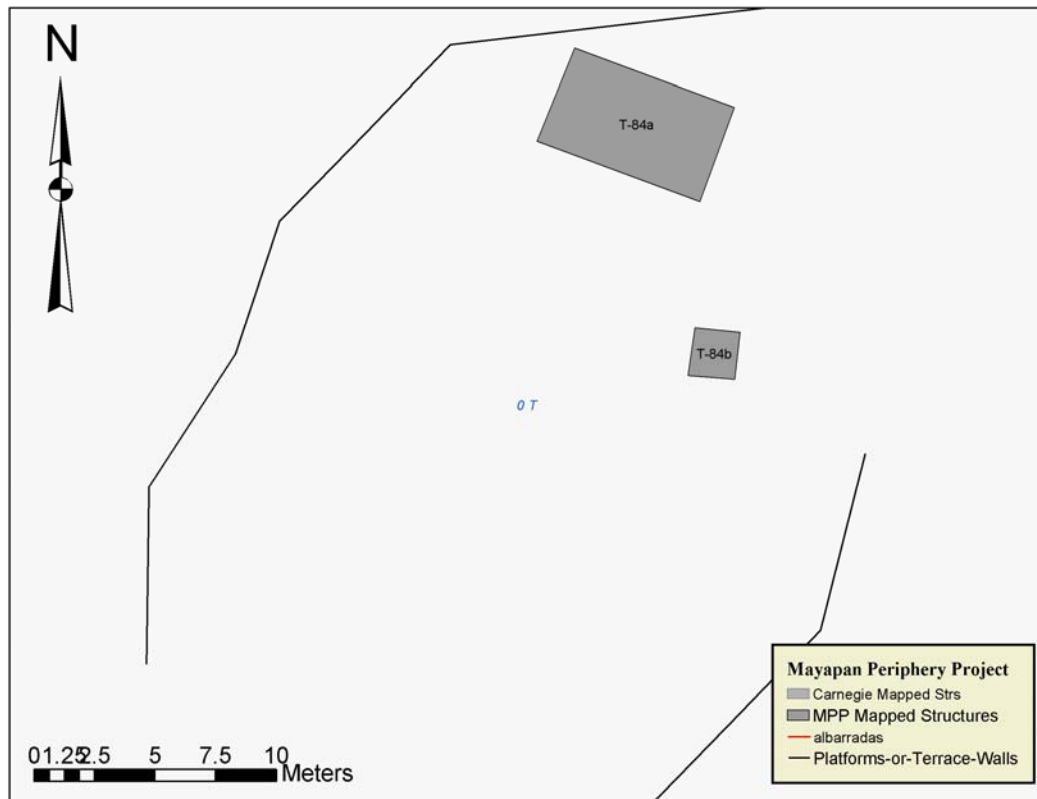 N
T-84a
T-84b
0 T
Mayapan Periphery Project
Carnegie Mapped Strs
MPP Mapped Structures
albarradas
Platforms-or-Terrace-Walls
0 1.25 2.5 5 7.5 10
Meters